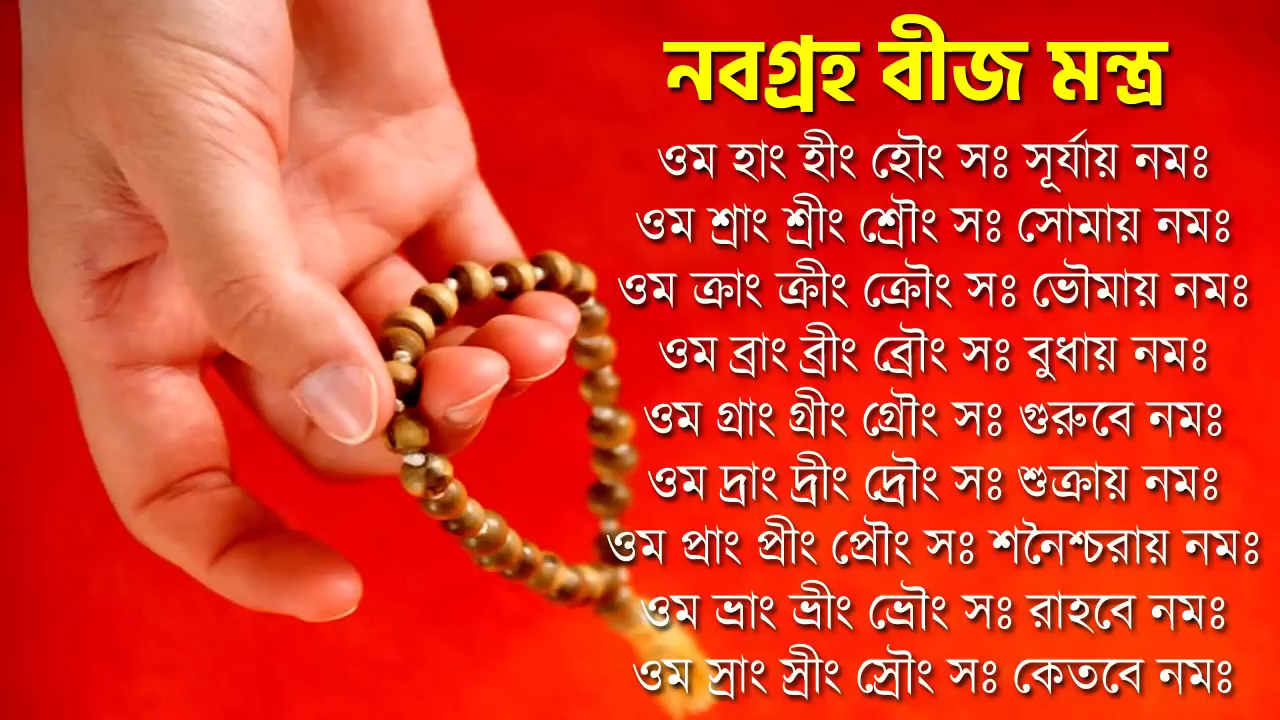 নবগ্রহ বীজ মন্ত্র
ওম হাং হীং হৌং সঃ সূর্যায় নমঃ
ওম শ্রাং শ্রীং শ্রৌং সঃ সোমায় নমঃ
ওম ক্রাং ক্রীং ক্রৌং সঃ ভৌমায় নমঃ
ওম ব্রাং ব্রীং ব্রৌং সঃ বুধায় নমঃ
ওম গ্রাং গ্রীং গ্রৌং সঃ গুরুবে নমঃ
ওম দ্রাং দ্রীং দ্রৌং সঃ শুক্রায় নমঃ
ওম প্রাং প্রীং প্রৌং সঃ শনৈশ্চরায় নমঃ
ওম ভ্রাং ভ্রীং ভ্রৌং সঃ রাহবে নমঃ
ওম স্রাং স্রীং স্রৌং সঃ কেতবে নমঃ